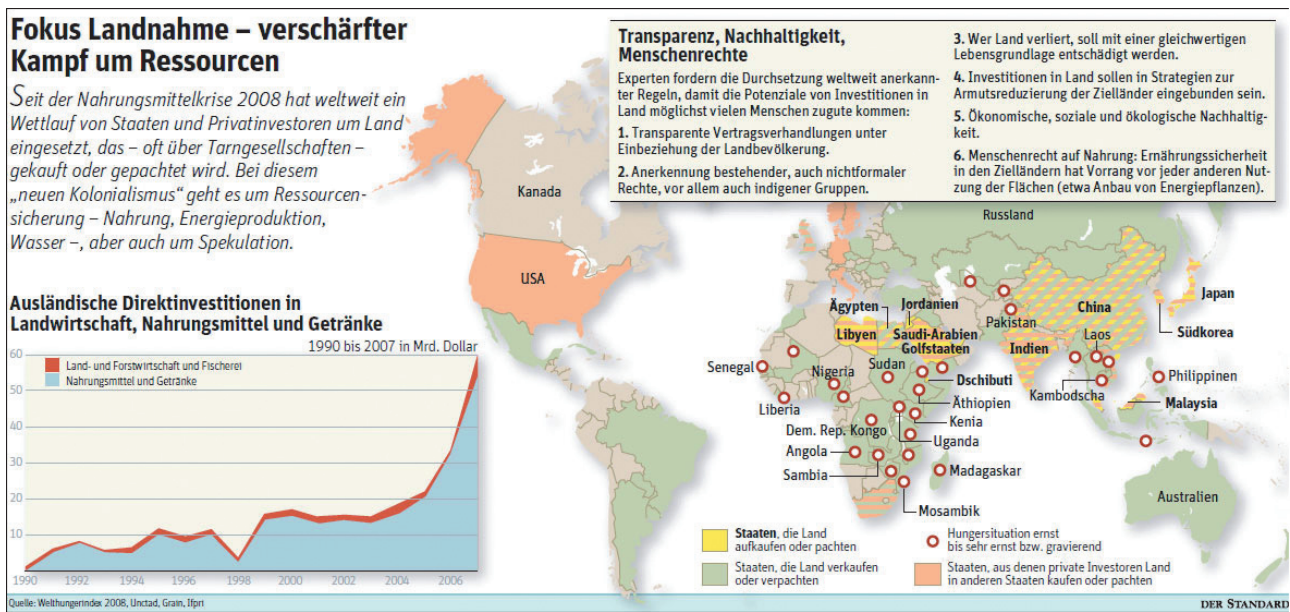 Fokus Landnahme – verschärfter
Kampf um Ressourcen
Seit der Nahrungsmittelkrise 2008 hat weltweit ein
Wettlauf von Staaten und Privatinvestoren um Land
eingesetzt, das – oft über Tarngesellschaften –
gekauft oder gepachtet wird. Bei diesem
„neuen Kolonialismus“ geht es um Ressourcen-
sicherung – Nahrung, Energieproduktion,
Wasser –, aber auch um Spekulation.
Transparenz, Nachhaltigkeit,
Menschenrechte
Experten fordern die Durchsetzung weltweit anerkann-
ter Regeln, damit die Potenziale von Investitionen in
Land möglichst vielen Menschen zugute kommen:
1. Transparente Vertragsverhandlungen unter
Einbeziehung der Landbevölkerung.
2. Anerkennung bestehender, auch nichtformaler
Rechte, vor allem auch indigener Gruppen.
3. Wer Land verliert, soll mit einer gleichwertigen
Lebensgrundlage entschädigt werden.
4. Investitionen in Land sollen in Strategien zur
Armutsreduzierung der Zielländer eingebunden sein.
5. Ökonomische, soziale und ökologische Nachhaltig-
keit.
6. Menschenrecht auf Nahrung: Ernährungssicherheit
in den Zielländern hat Vorrang vor jeder anderen Nut-
zung der Flächen (etwa Anbau von Energiepflanzen).
Ausländische Direktinvestitionen in
Landwirtschaft, Nahrungsmittel und Getränke
1990 bis 2007 in Mrd. Dollar
Land- und Forstwirtschaft und Fischerei
Nahrungsmittel und Getränke
60
50
40
30
20
10
1990 1992 1994 1996 1998 2000 2002 2004 2006
Kanada
USA
Russland
Ägypten
Jordanien
Libyen
Saudi-Arabien
Golfstaaten
China
Japan
Südkorea
Pakistan
Indien
Laos
Senegal
Nigeria
Sudan
Dschibuti
Philippinen
Kambodscha
Malaysia
Liberia
Äthiopien
Dem. Rep. Kongo
Kenia
Uganda
Angola
Sambia
Madagaskar
Mosambik
Australien
Staaten, die Land
aufkaufen oder pachten
Staaten, die Land verkaufen
oder verpachten
Hungersituation ernst
bis sehr ernst bzw. gravierend
Staaten, aus denen private Investoren Land
in anderen Staaten kaufen oder pachten
Quelle: Welthungerindex 2008, Unctad, Grain, Ifpri
DER STANDARD